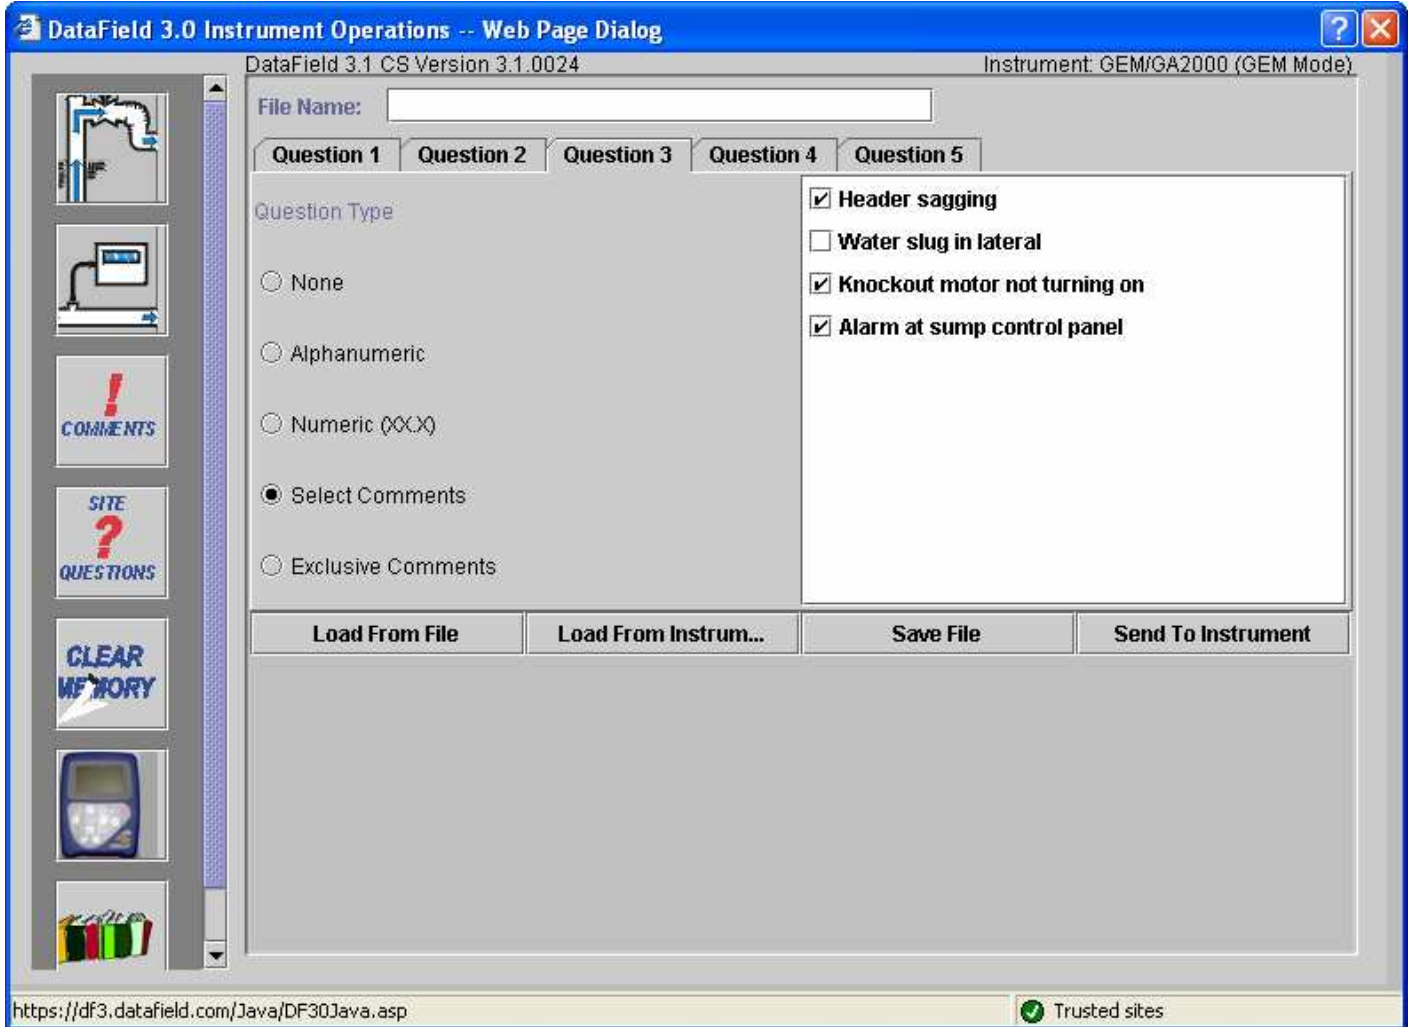 DataField 3.0 Instrument Operations -- Web Page Dialog
DataField 3.1 CS Version 3.1.0024 Instrument: GEM/GA2000 (GEM Mode)
File Name:
Question 1 Question 2 Question 3 Question 4 Question 5
Question Type
None
Alphanumeric
Numeric (XX.X)
Select Comments
Exclusive Comments
Header sagging
Water slug in lateral
Knockout motor not turning on
Alarm at sump control panel
Load From File Load From Instrum... Save File Send To Instrument
!
COMMENTS
SITE
?
QUESTIONS
CLEAR
MEMORY
https://df3.datafield.com/Java/DF30Java.asp Trusted sites